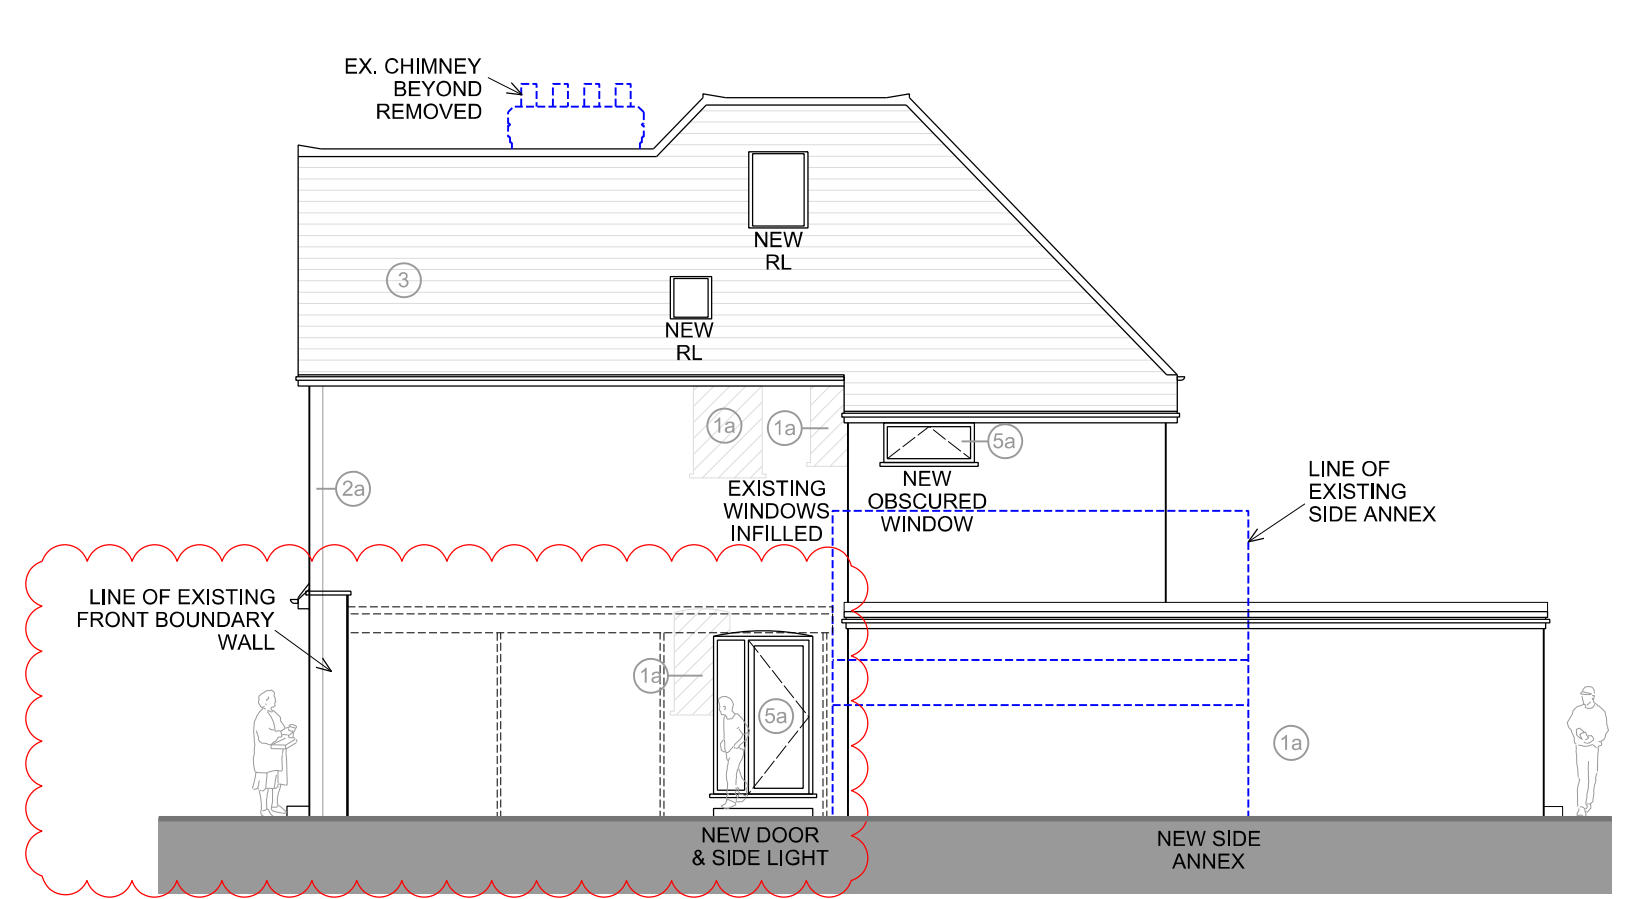 EX. CHIMNEY
BEYOND
REMOVED
NEW
RL
3
NEW
RL
1a
1a
5a
2a
EXISTING
WINDOWS
INFILLED
NEW
OBSCURED
WINDOW
LINE OF
EXISTING
SIDE ANNEX
LINE OF EXISTING
FRONT BOUNDARY
WALL
1a
5a
1a
NEW DOOR
& SIDE LIGHT
NEW SIDE
ANNEX